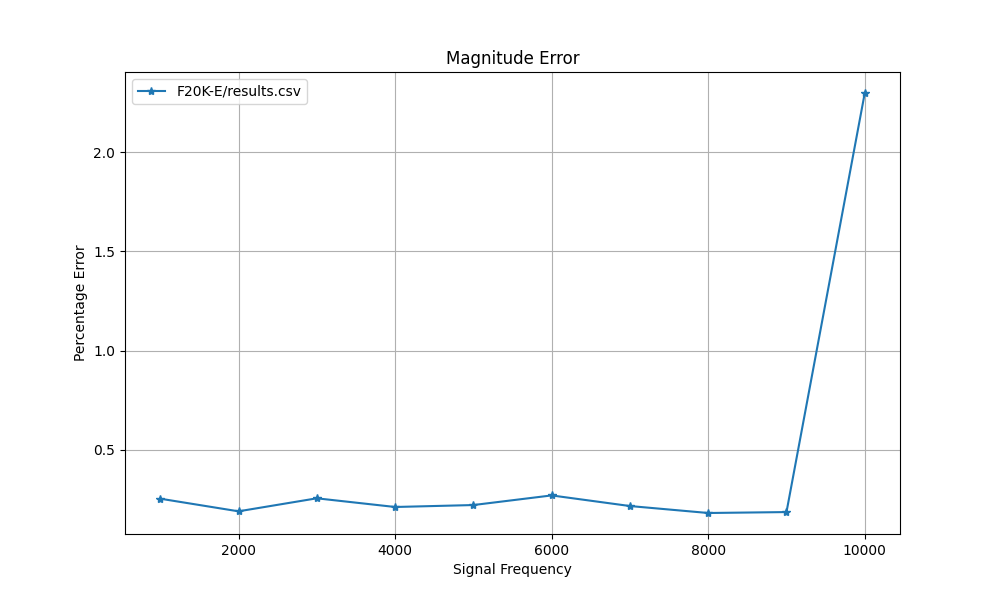 Magnitude Error
F20K-E/results.csv
2.0
1.5
1.0
0.5
Percentage Error
2000 4000 6000 8000 10000
Signal Frequency